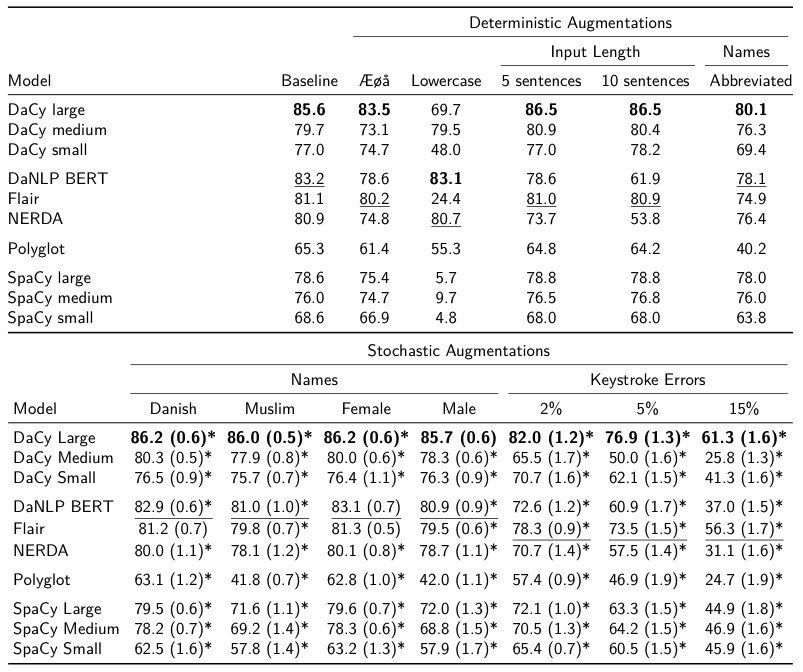 Deterministic Augmentations
Input Length Names
Model Baseline Æøå Lowercase 5 sentences 10 sentences Abbreviated
DaCy large 85.6 83.5 69.7 86.5 86.5 80.1
DaCy medium 79.7 73.1 79.5 80.9 80.4 76.3
DaCy small 77.0 74.7 48.0 77.0 78.2 69.4
DaNLP BERT 83.2 78.6 83.1 78.6 61.9 78.1
Flair 81.1 80.2 24.4 81.0 80.9 74.9
NERDA 80.9 74.8 80.7 73.7 53.8 76.4
Polyglot 65.3 61.4 55.3 64.8 64.2 40.2
SpaCy large 78.6 75.4 5.7 78.8 78.8 78.0
SpaCy medium 76.0 74.7 9.7 76.5 76.8 76.0
SpaCy small 68.6 66.9 4.8 68.0 68.0 63.8
Stochastic Augmentations
Names Keystroke Errors
Model Danish Muslim Female Male 2% 5% 15%
DaCy Large 86.2 (0.6)* 86.0 (0.5)* 86.2 (0.6)* 85.7 (0.6) 82.0 (1.2)* 76.9 (1.3)* 61.3 (1.6)*
DaCy Medium 80.3 (0.5)* 77.9 (0.8)* 80.0 (0.6)* 78.3 (0.6)* 65.5 (1.7)* 50.0 (1.6)* 25.8 (1.3)*
DaCy Small 76.5 (0.9)* 75.7 (0.7)* 76.4 (1.1)* 76.3 (0.9)* 70.7 (1.6)* 62.1 (1.5)* 41.3 (1.6)*
DaNLP BERT 82.9 (0.6)* 81.0 (1.0)* 83.1 (0.7) 80.9 (0.9)* 72.6 (1.2)* 60.9 (1.7)* 37.0 (1.5)*
Flair 81.2 (0.7) 79.8 (0.7)* 81.3 (0.5) 79.5 (0.6)* 78.3 (0.9)* 73.5 (1.5)* 56.3 (1.7)*
NERDA 80.0 (1.1)* 78.1 (1.2)* 80.1 (0.8)* 78.7 (1.1)* 70.7 (1.4)* 57.5 (1.4)* 31.1 (1.6)*
Polyglot 63.1 (1.2)* 41.8 (0.7)* 62.8 (1.0)* 42.0 (1.1)* 57.4 (0.9)* 46.9 (1.9)* 24.7 (1.9)*
SpaCy Large 79.5 (0.6)* 71.6 (1.1)* 79.6 (0.7)* 72.0 (1.3)* 72.1 (1.0)* 63.3 (1.5)* 44.9 (1.8)*
SpaCy Medium 78.2 (0.7)* 69.2 (1.4)* 78.3 (0.6)* 68.8 (1.5)* 70.5 (1.3)* 64.2 (1.5)* 46.9 (1.6)*
SpaCy Small 62.5 (1.6)* 57.8 (1.4)* 63.2 (1.3)* 57.9 (1.7)* 65.4 (0.7)* 60.5 (1.5)* 45.9 (1.6)*